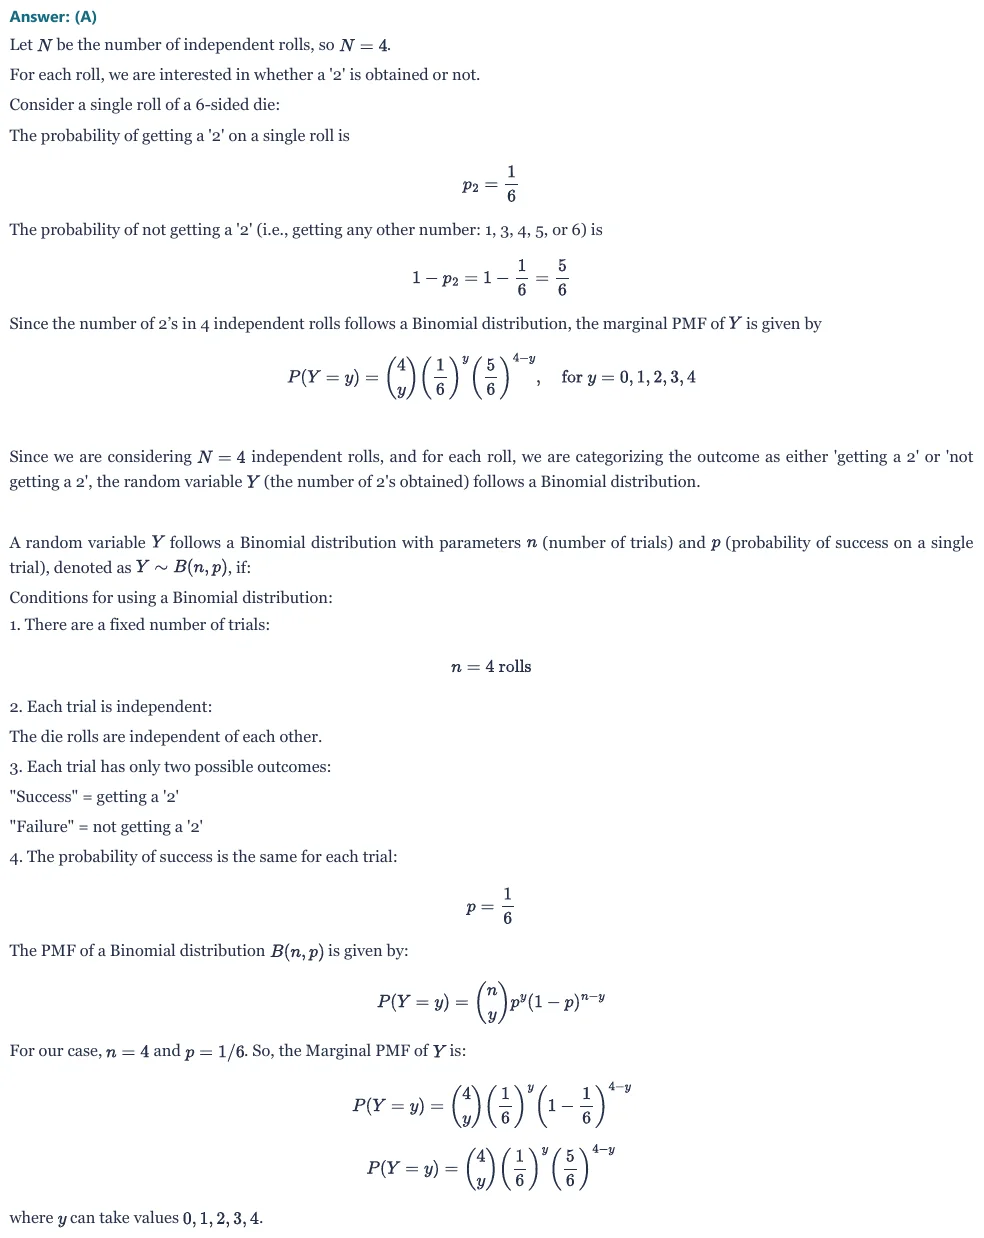 Answer: (A)
Let N be the number of independent rolls, so N = 4.
For each roll, we are interested in whether a '2' is obtained or not.
Consider a single roll of a 6-sided die:
The probability of getting a '2' on a single roll is
p₂ = 1/6
The probability of not getting a '2' (i.e., getting any other number: 1, 3, 4, 5, or 6) is
1 − p₂ = 1 − 1/6 = 5/6
Since the number of 2’s in 4 independent rolls follows a Binomial distribution, the marginal PMF of Y is given by
P(Y = y) = (4 y) (1/6)^y (5/6)^(4−y), for y = 0, 1, 2, 3, 4
Since we are considering N = 4 independent rolls, and for each roll, we are categorizing the outcome as either 'getting a 2' or 'not
getting a 2', the random variable Y (the number of 2's obtained) follows a Binomial distribution.
A random variable Y follows a Binomial distribution with parameters n (number of trials) and p (probability of success on a single
trial), denoted as Y ∼ B(n, p), if:
Conditions for using a Binomial distribution:
1. There are a fixed number of trials:
n = 4 rolls
2. Each trial is independent:
The die rolls are independent of each other.
3. Each trial has only two possible outcomes:
"Success" = getting a '2'
"Failure" = not getting a '2'
4. The probability of success is the same for each trial:
p = 1/6
The PMF of a Binomial distribution B(n, p) is given by:
P(Y = y) = (n y) p^y (1 − p)^(n−y)
For our case, n = 4 and p = 1/6. So, the Marginal PMF of Y is:
P(Y = y) = (4 y) (1/6)^y (1 − 1/6)^(4−y)
P(Y = y) = (4 y) (1/6)^y (5/6)^(4−y)
where y can take values 0, 1, 2, 3, 4.